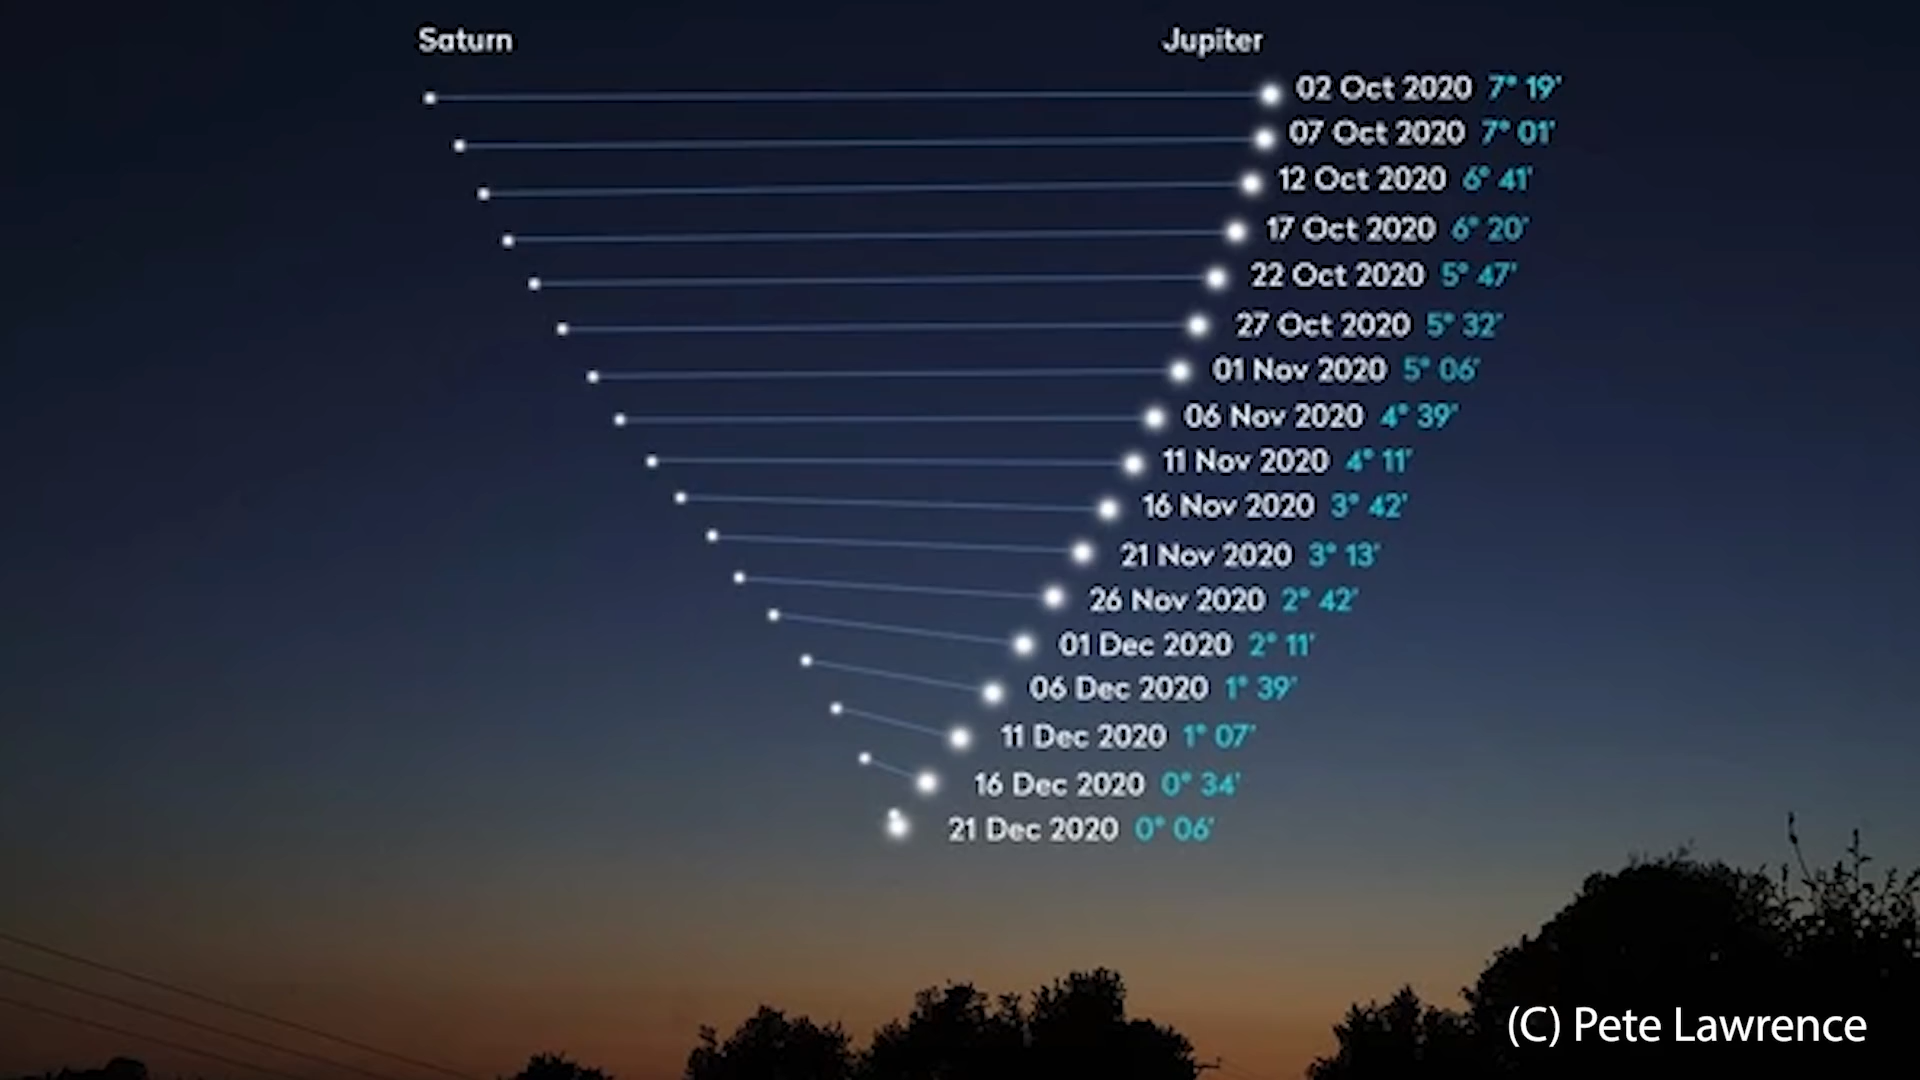 Saturn Jupiter
02 Oct 2020 7° 19'
07 Oct 2020 7° 01'
12 Oct 2020 6° 41'
17 Oct 2020 6° 20'
22 Oct 2020 5° 47'
27 Oct 2020 5° 32'
01 Nov 2020 5° 06'
06 Nov 2020 4° 39'
11 Nov 2020 4° 11'
16 Nov 2020 3° 42'
21 Nov 2020 3° 13'
26 Nov 2020 2° 42'
01 Dec 2020 2° 11'
06 Dec 2020 1° 39'
11 Dec 2020 1° 07'
16 Dec 2020 0° 34'
21 Dec 2020 0° 06'
(C) Pete Lawrence